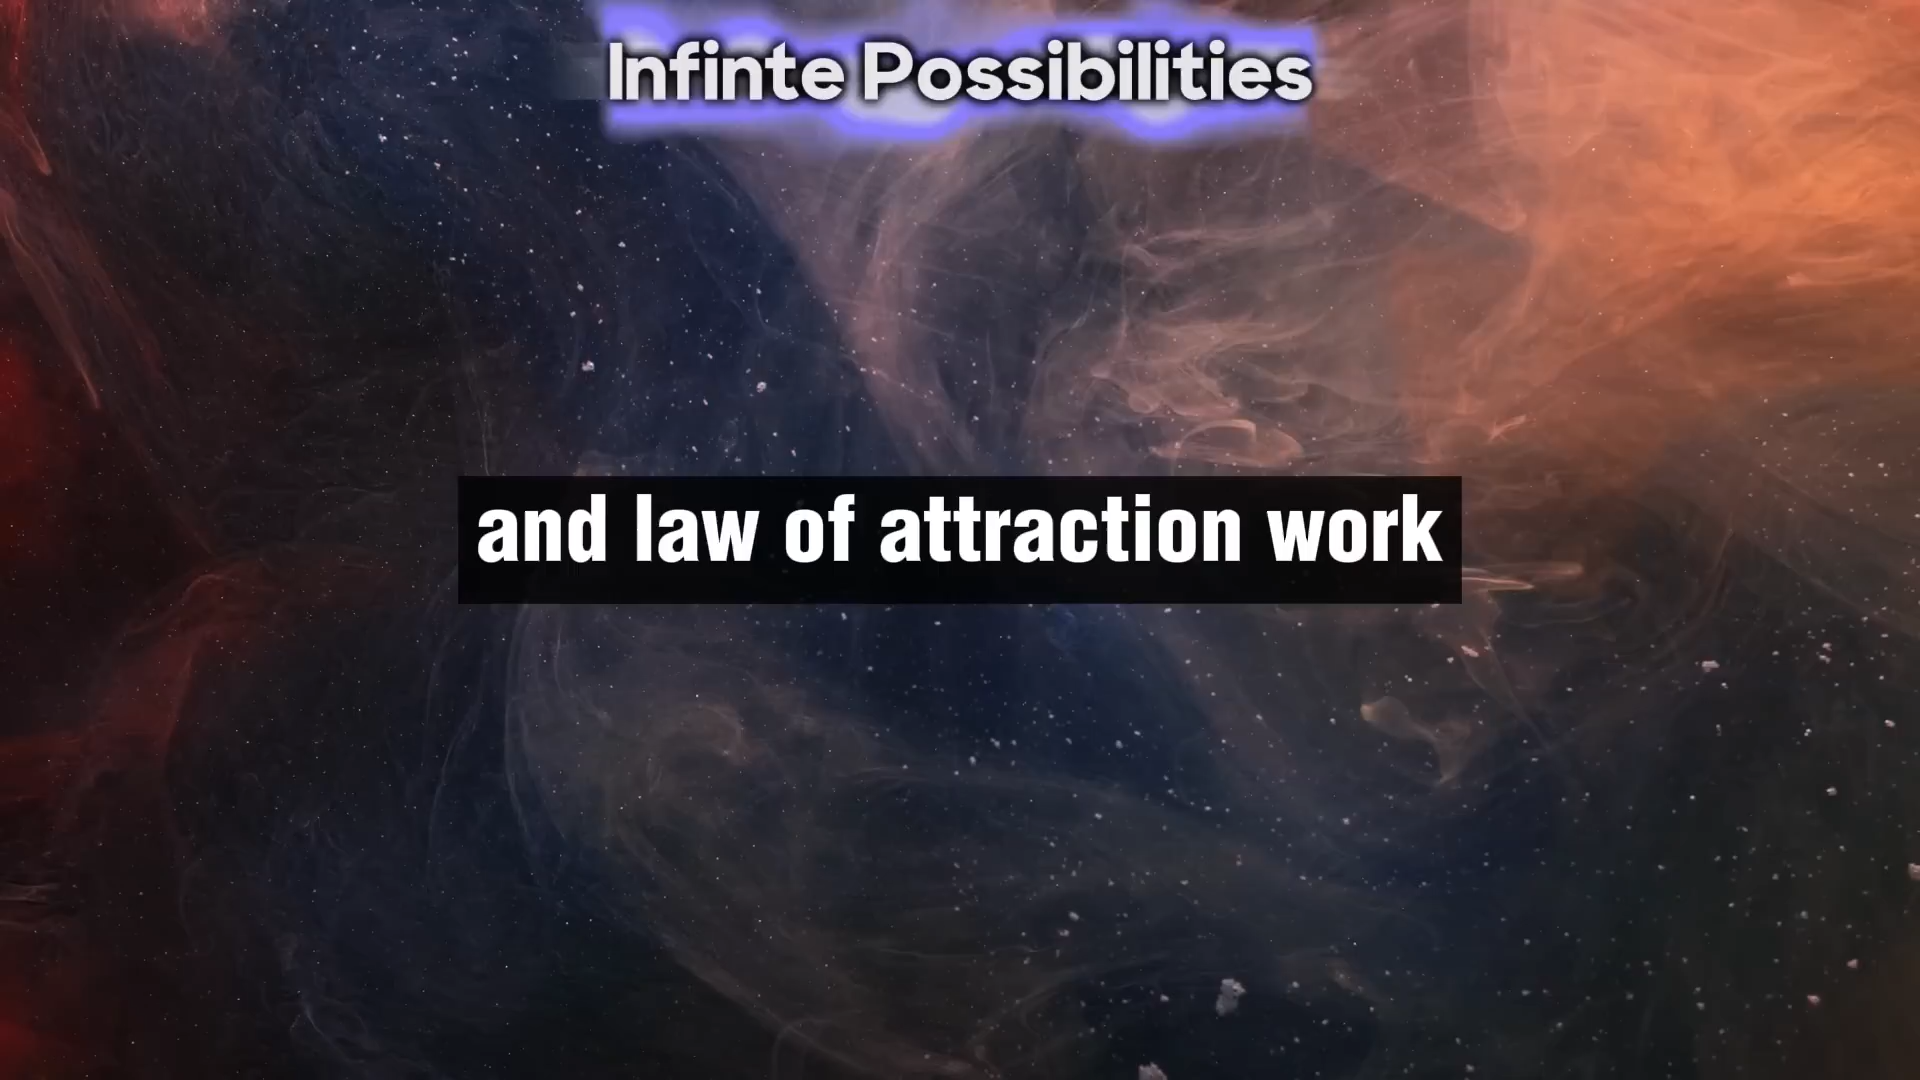 Infinte Possibilities
and law of attraction work